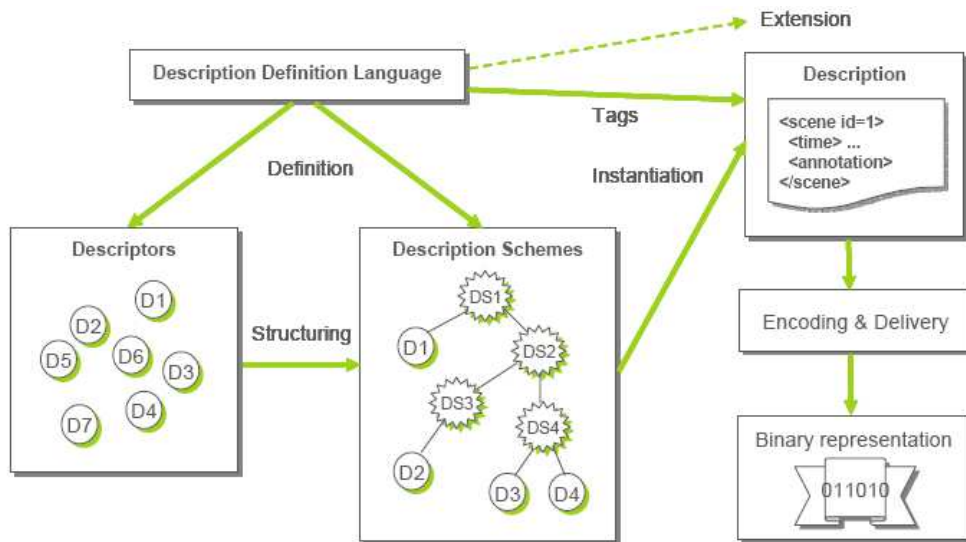 Extension
Description Definition Language
Description
Tags
<scene id=1>
<time> ...
<annotation>
</scene>
Definition
Instantiation
Descriptors
Description Schemes
D1
D2
D5
D6
D3
D7
D4
Structuring
DS1
D1
DS2
DS3
DS4
D2
D3
D4
Encoding & Delivery
Binary representation
011010